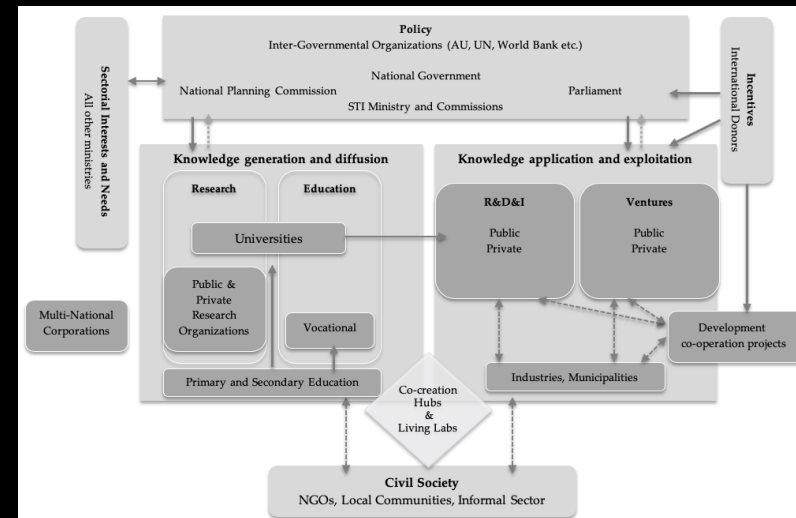 Policy
Inter-Governmental Organizations (AU, UN, World Bank etc.)
National Government
National Planning Commission
Parliament
STI Ministry and Commissions
Sectorial Interests and Needs
All other ministries
Incentives
International Donors
Knowledge generation and diffusion
Research
Education
Universities
Public &
Private
Research
Organizations
Vocational
Primary and Secondary Education
Knowledge application and exploitation
R&D&I
Public
Private
Ventures
Public
Private
Industries, Municipalities
Multi-National
Corporations
Development
co-operation projects
Co-creation
Hubs
&
Living Labs
Civil Society
NGOs, Local Communities, Informal Sector